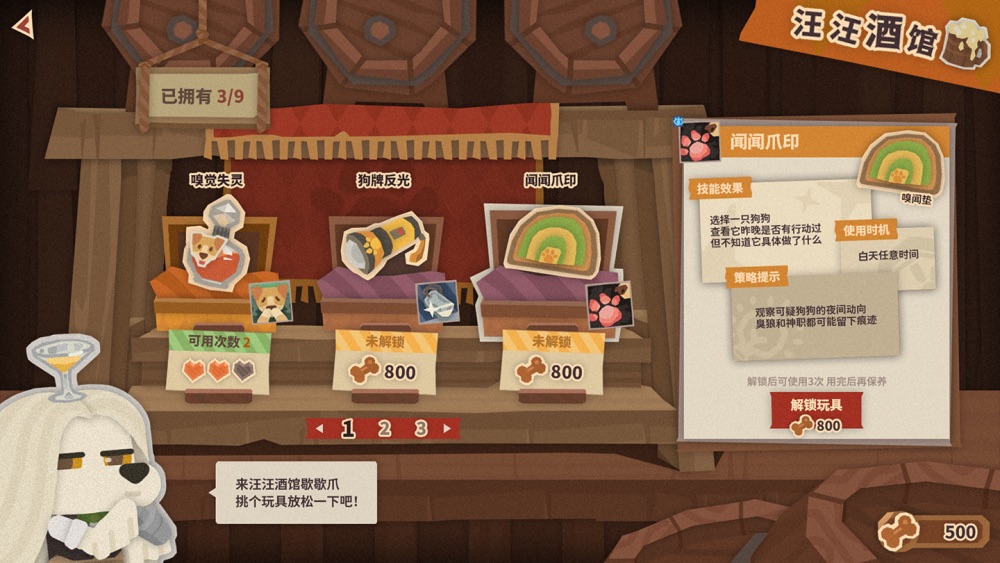 汪汪酒馆
已拥有 3/9
嗅觉失灵
狗牌反光
闻闻爪印
可用次数 2
未解锁
800
未解锁
800
1 2 3
来汪汪酒馆歇歇爪
挑个玩具放松一下吧!
闻闻爪印
嗅闻垫
技能效果
选择一只狗狗
查看它昨晚是否有行动过
但不知道它具体做了什么
使用时机
白天任意时间
策略提示
观察可疑狗狗的夜间动向
臭狼和神职都可能留下痕迹
解锁后可使用3次 用完后再保养
解锁玩具
800
500